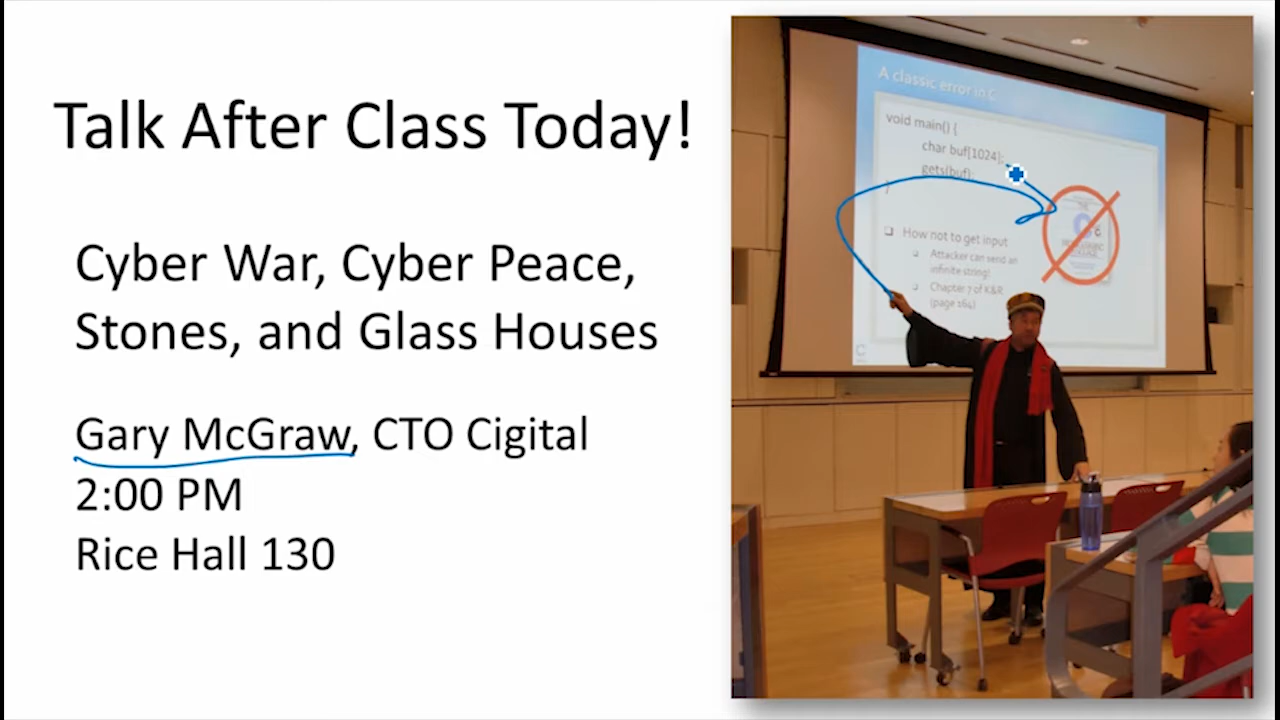 Talk After Class Today!
Cyber War, Cyber Peace,
Stones, and Glass Houses
Gary McGraw, CTO Cigital
2:00 PM
Rice Hall 130
A classic error in C
void main() {
char buf[1024];
gets(buf);
}
How not to get input
Attacker can send an
infinite string!
Chapter 7 of K&R
(page 164)
THE
C